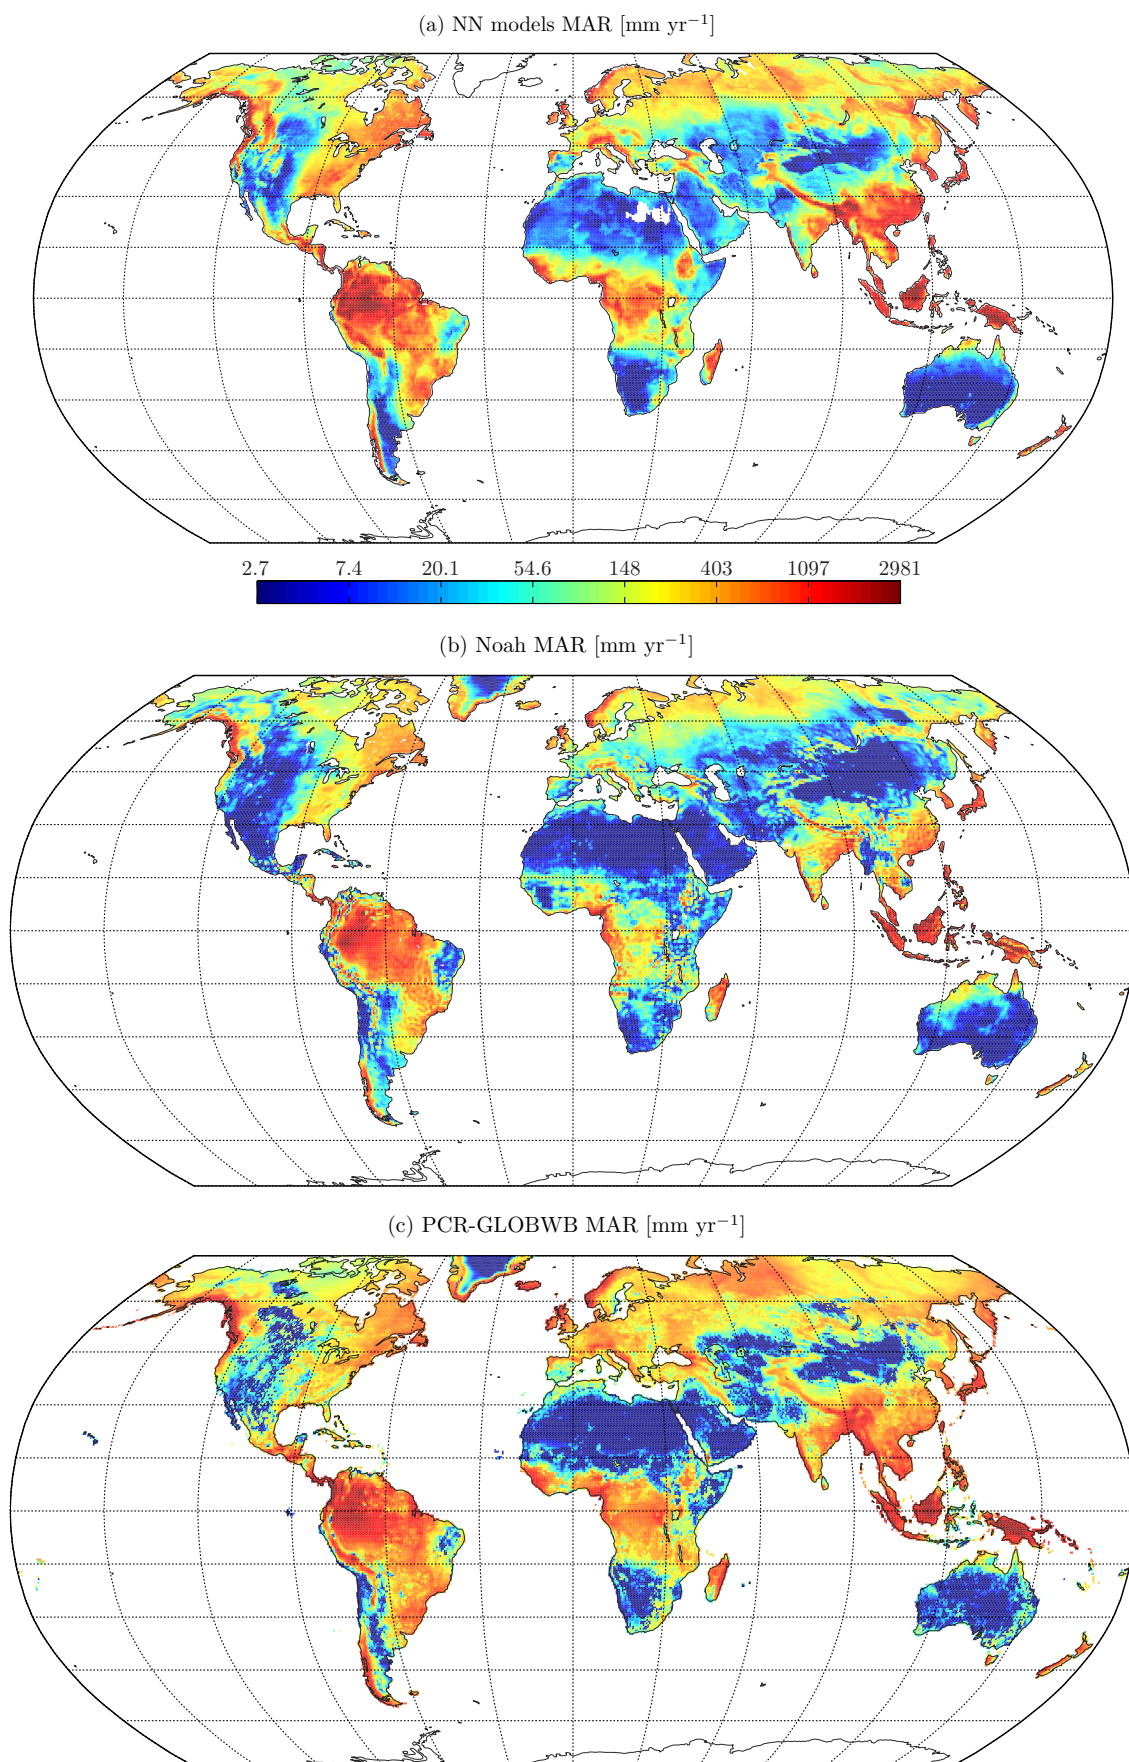 (a) NN models MAR [mm yr⁻¹]
2.7 7.4 20.1 54.6 148 403 1097 2981
(b) Noah MAR [mm yr⁻¹]
(c) PCR-GLOBWB MAR [mm yr⁻¹]